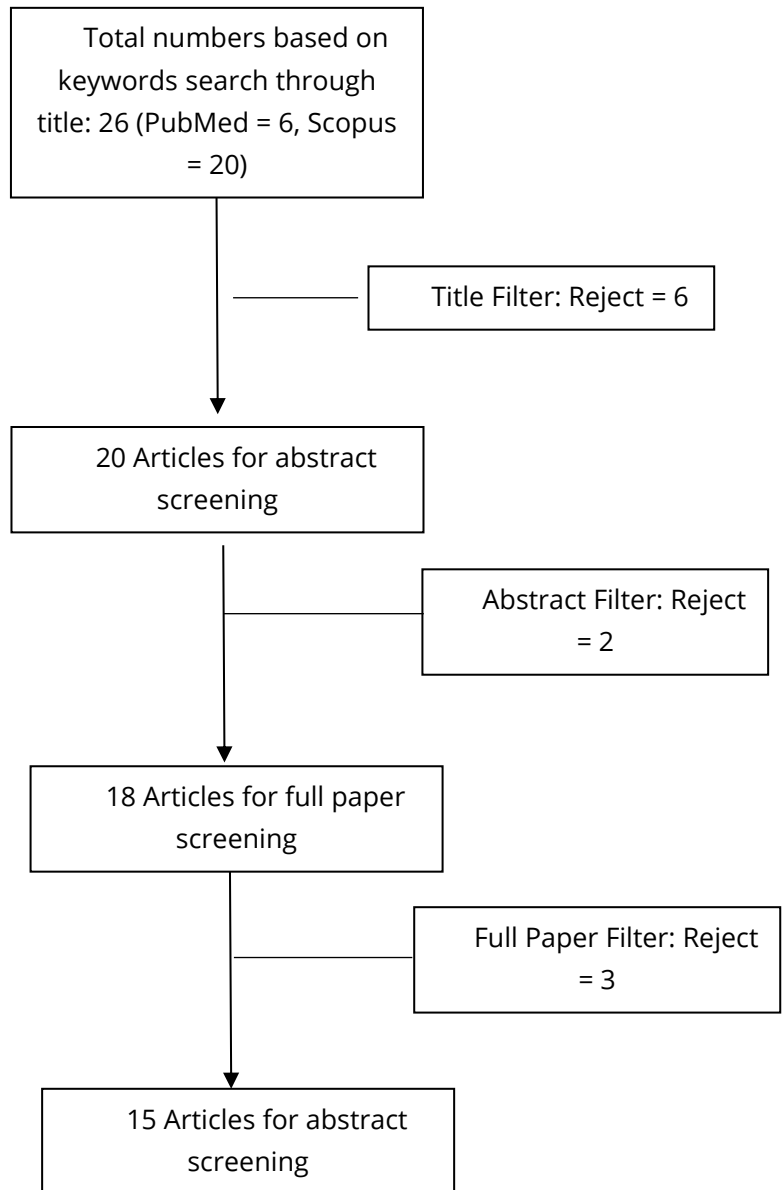 Total numbers based on
keywords search through
title: 26 (PubMed = 6, Scopus
= 20)
Title Filter: Reject = 6
20 Articles for abstract
screening
Abstract Filter: Reject
= 2
18 Articles for full paper
screening
Full Paper Filter: Reject
= 3
15 Articles for abstract
screening